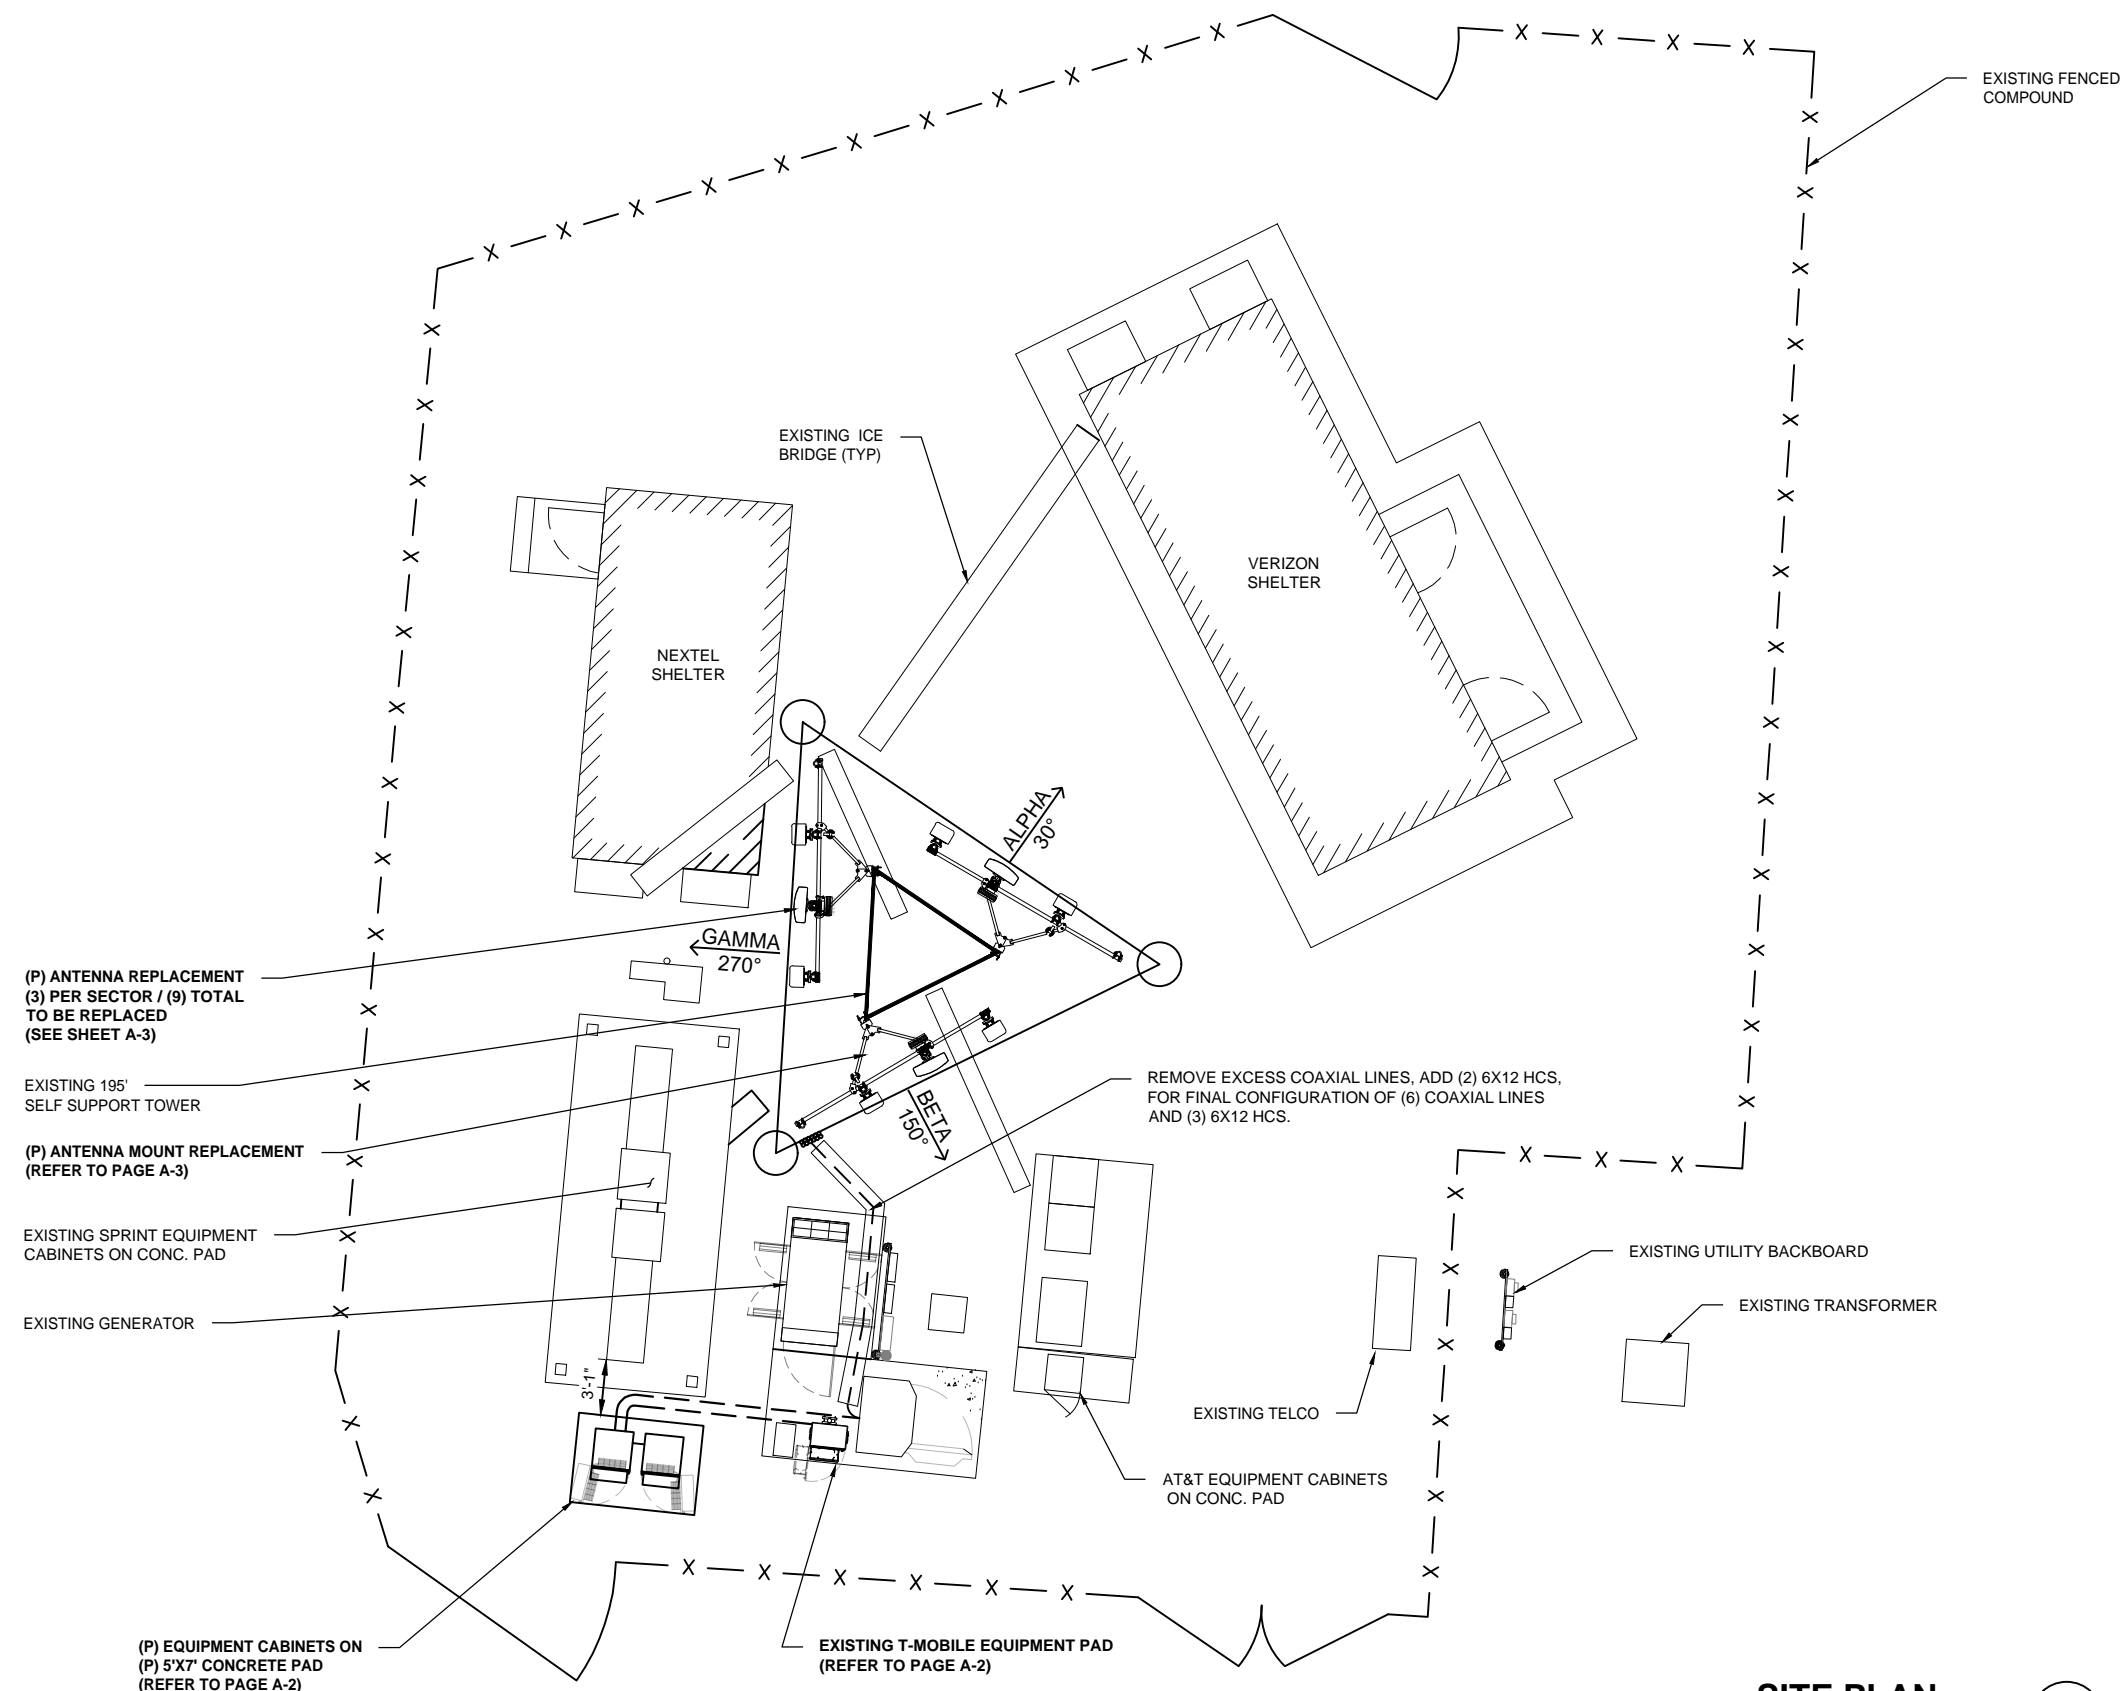 EXISTING FENCED
COMPOUND
EXISTING ICE
BRIDGE (TYP)
VERIZON
SHELTER
NEXTEL
SHELTER
ALPHA
30°
GAMMA
270°
(P) ANTENNA REPLACEMENT
(3) PER SECTOR / (9) TOTAL
TO BE REPLACED
(SEE SHEET A-3)
EXISTING 195'
SELF SUPPORT TOWER
REMOVE EXCESS COAXIAL LINES, ADD (2) 6X12 HCS,
FOR FINAL CONFIGURATION OF (6) COAXIAL LINES
AND (3) 6X12 HCS.
BETA
150°
(P) ANTENNA MOUNT REPLACEMENT
(REFER TO PAGE A-3)
EXISTING SPRINT EQUIPMENT
CABINETS ON CONC. PAD
EXISTING UTILITY BACKBOARD
EXISTING TRANSFORMER
EXISTING GENERATOR
3'-1"
EXISTING TELCO
AT&T EQUIPMENT CABINETS
ON CONC. PAD
(P) EQUIPMENT CABINETS ON
(P) 5'X7' CONCRETE PAD
(REFER TO PAGE A-2)
EXISTING T-MOBILE EQUIPMENT PAD
(REFER TO PAGE A-2)
SITE PLAN